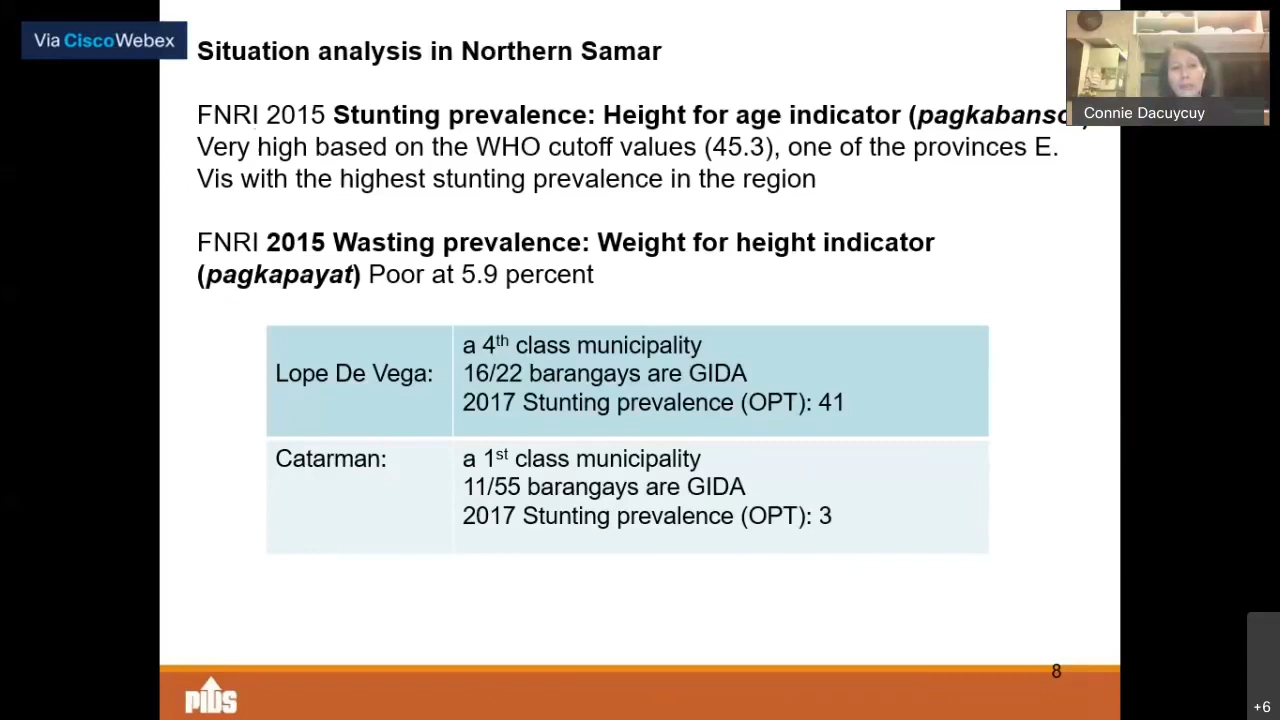 Via CiscoWebex
Situation analysis in Northern Samar
Connie Dacuycuy
FNRI 2015 Stunting prevalence: Height for age indicator (pagkabanso
Very high based on the WHO cutoff values (45.3), one of the provinces E.
Vis with the highest stunting prevalence in the region
FNRI 2015 Wasting prevalence: Weight for height indicator
(pagkapayat) Poor at 5.9 percent
Lope De Vega:
a 4th class municipality
16/22 barangays are GIDA
2017 Stunting prevalence (OPT): 41
Catarman:
a 1st class municipality
11/55 barangays are GIDA
2017 Stunting prevalence (OPT): 3
8
PIDS
+6